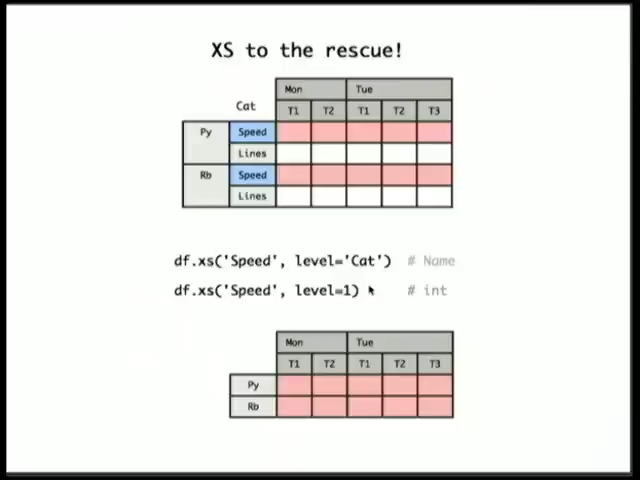 XS to the rescue!
Mon Tue
Cat T1 T2 T1 T2 T3
Py Speed
Lines
Rb Speed
Lines
df.xs('Speed', level='Cat') # Name
df.xs('Speed', level=1) # int
Mon Tue
T1 T2 T1 T2 T3
Py
Rb